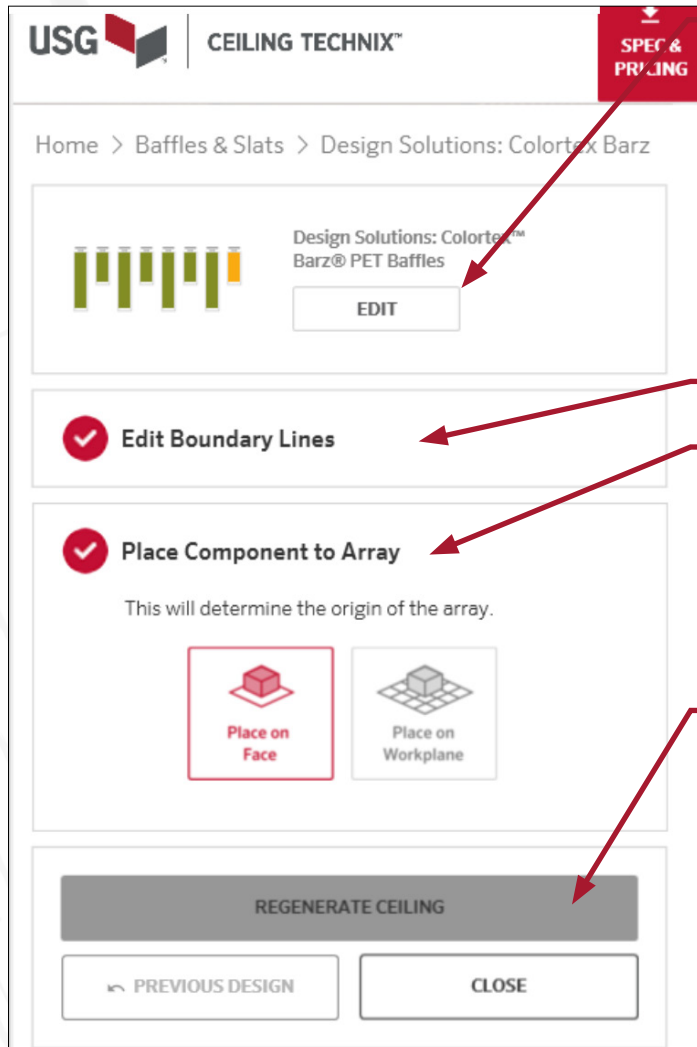 USG
CEILING TECHNIX™
SPEC &
PRICING
Home > Baffles & Slats > Design Solutions: Colortex Barz
Design Solutions: Colortex™
Barz® PET Baffles
EDIT
Edit Boundary Lines
Place Component to Array
This will determine the origin of the array.
Place on
Face
Place on
Workplane
REGENERATE CEILING
PREVIOUS DESIGN
CLOSE